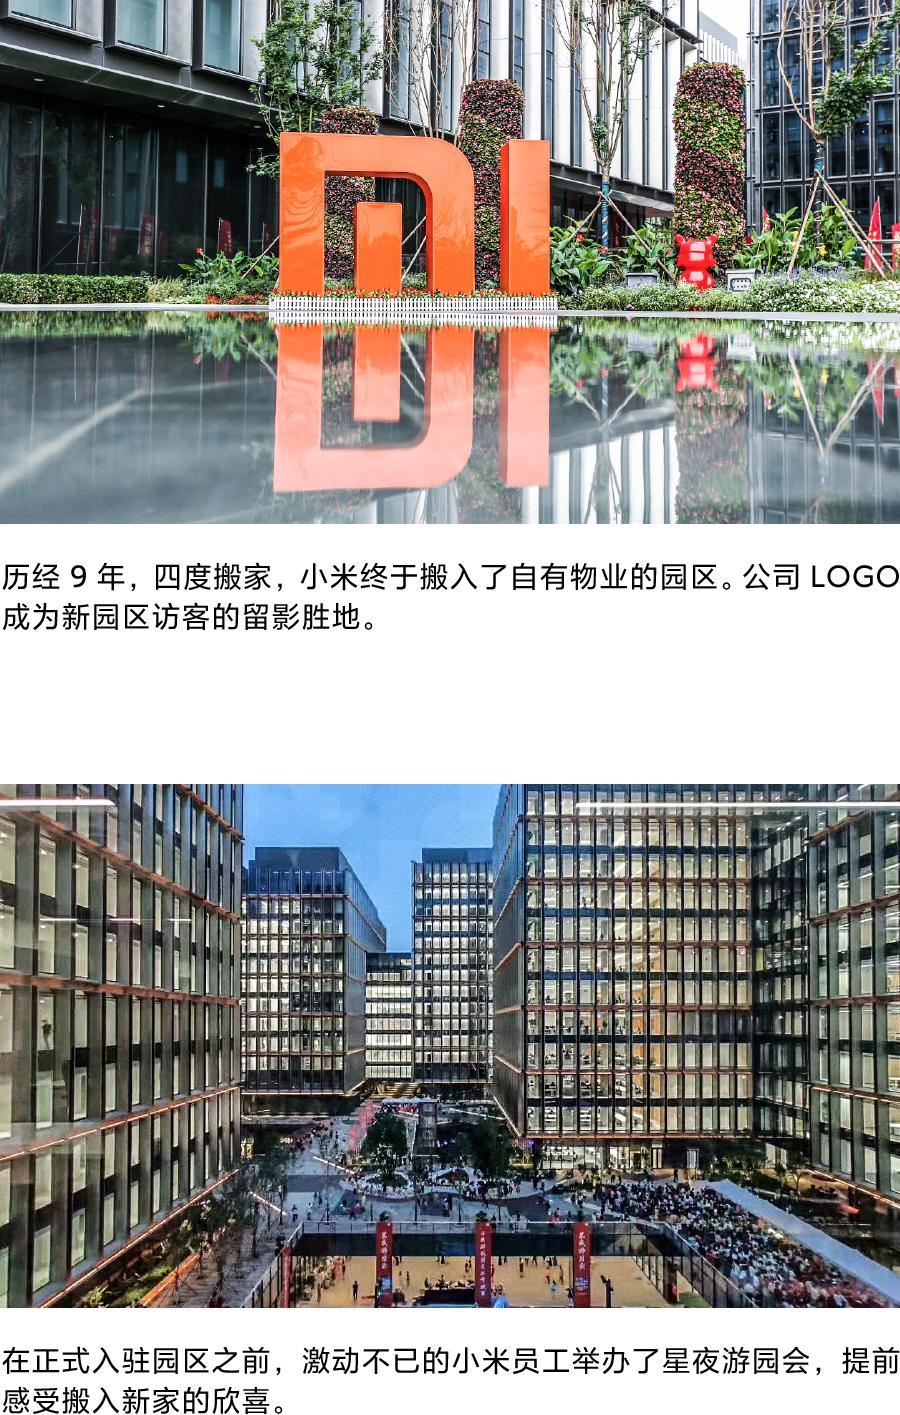 MI
历经 9 年，四度搬家，小米终于搬入了自有物业的园区。公司 LOGO
成为新园区访客的留影胜地。
在正式入驻园区之前，激动不已的小米员工举办了星夜游园会，提前
感受搬入新家的欣喜。